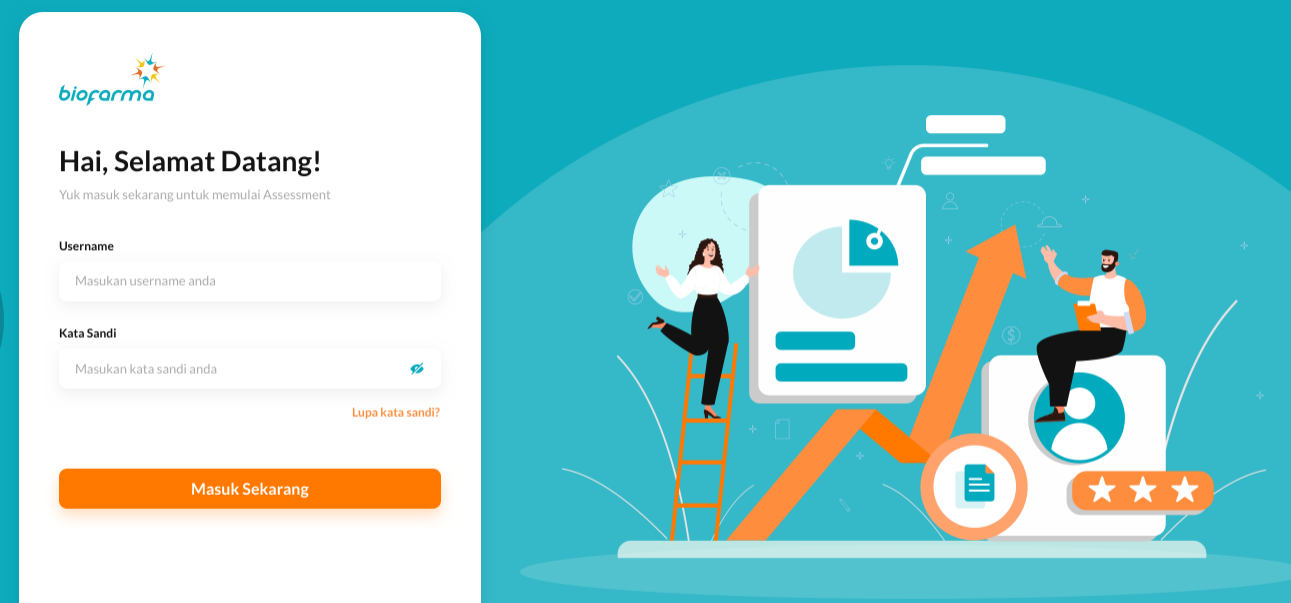 biofarma
Hai, Selamat Datang!
Yuk masuk sekarang untuk memulai Assessment
Username
Masukan username anda
Kata Sandi
Masukan kata sandi anda
Lupa kata sandi?
Masuk Sekarang